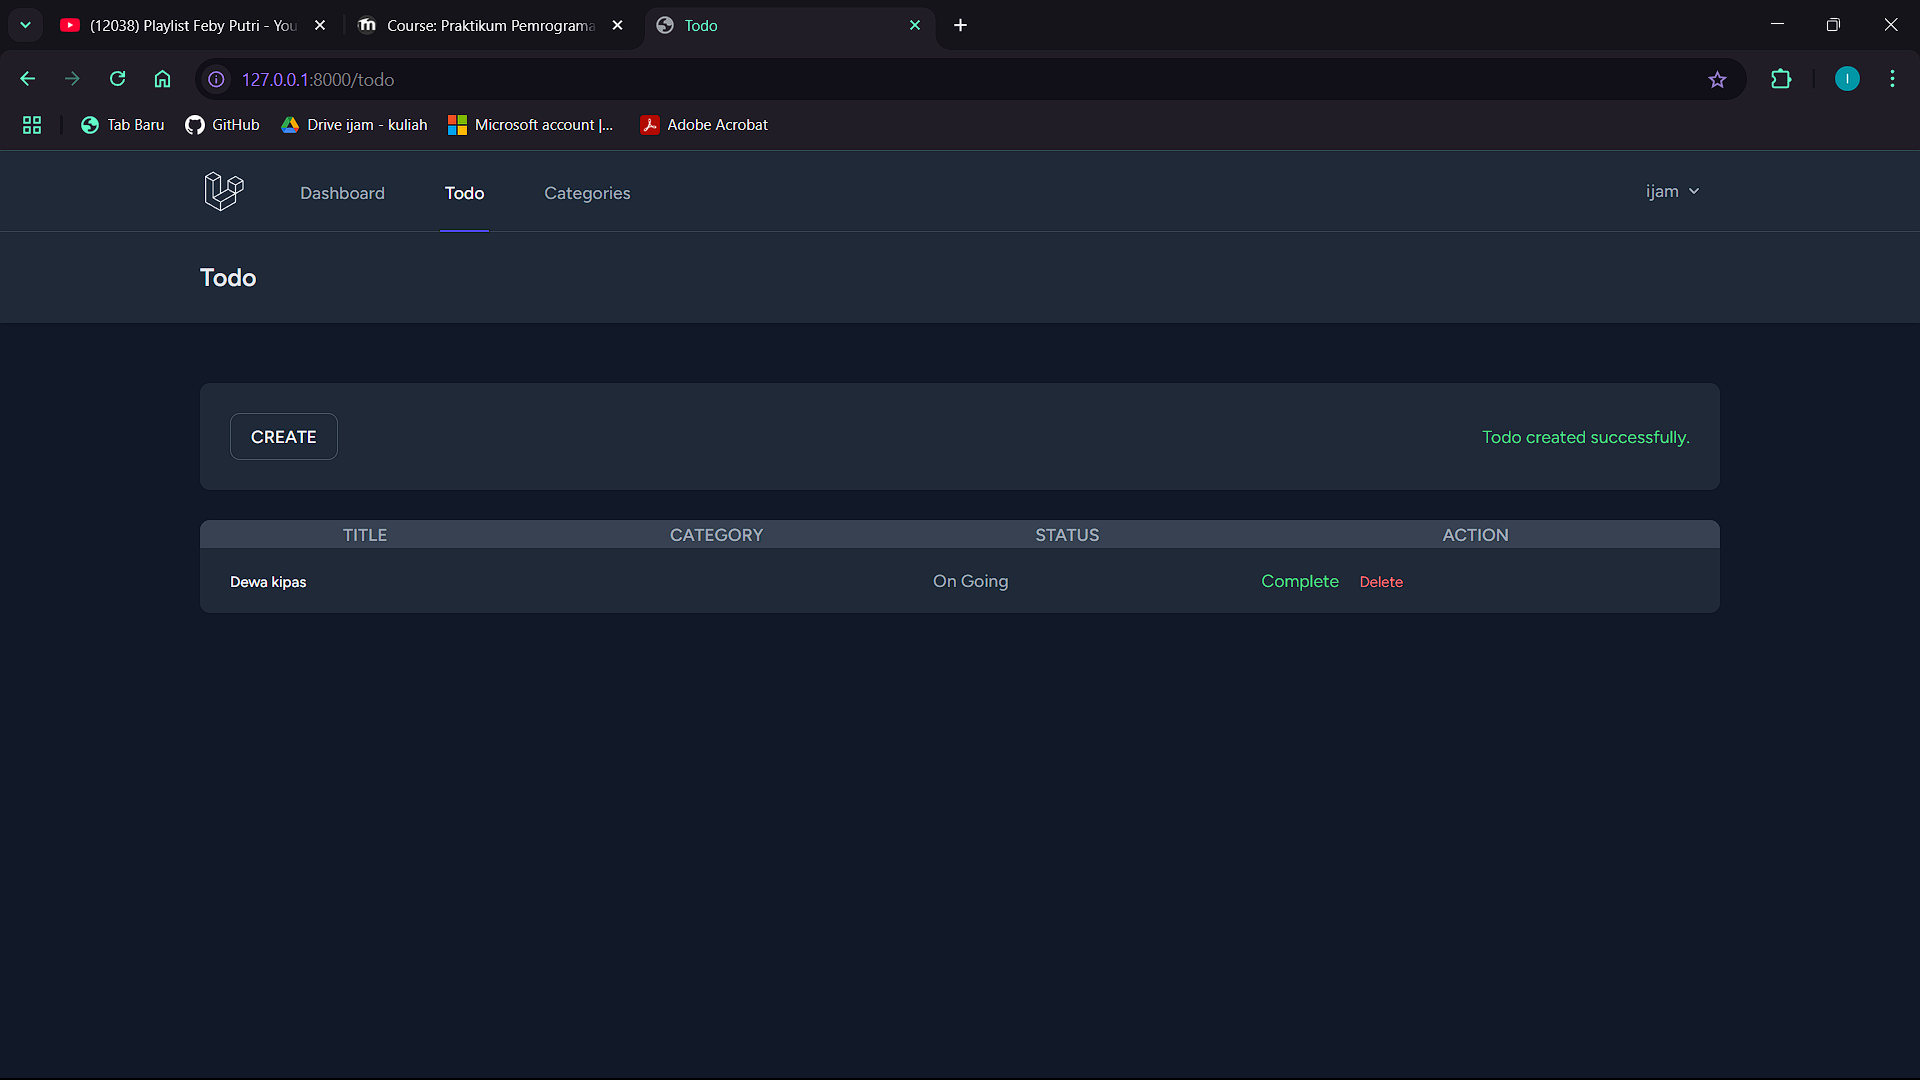 (12038) Playlist Feby Putri - You
Course: Praktikum Pemrograma
Todo
127.0.0.1:8000/todo
I
Tab Baru
GitHub
Drive ijam - kuliah
Microsoft account |...
Adobe Acrobat
Dashboard
Todo
Categories
ijam
Todo
CREATE
Todo created successfully.
TITLE CATEGORY STATUS ACTION
Dewa kipas On Going Complete Delete